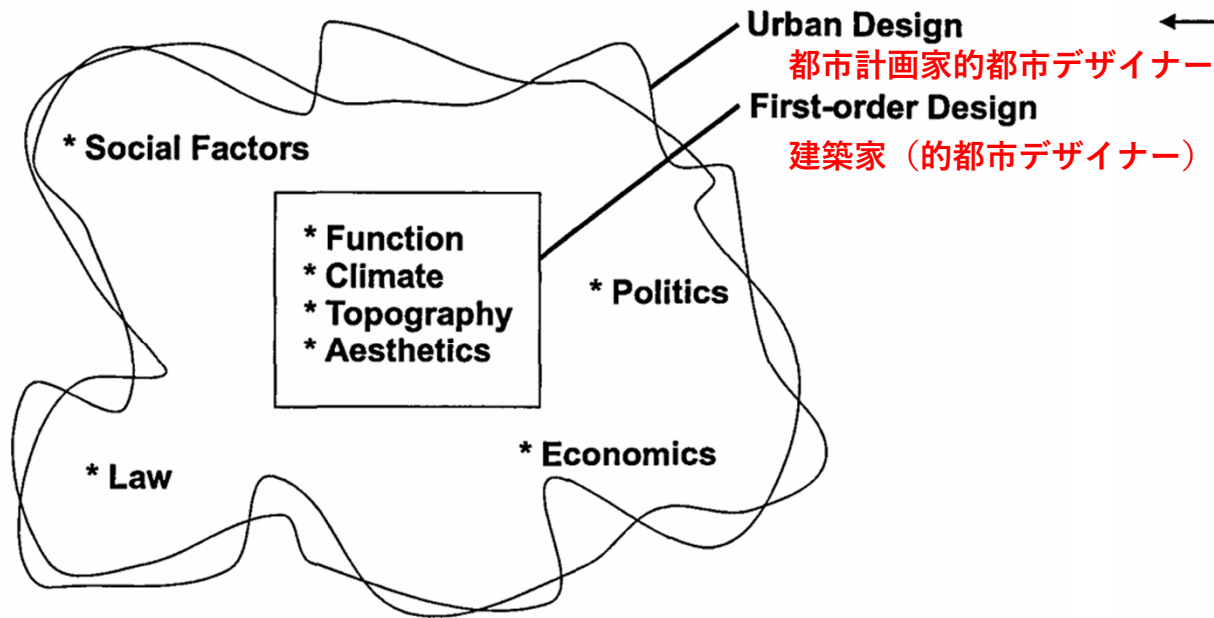 Urban Design
都市計画家的都市デザイナー
First-order Design
建築家（的都市デザイナー）
* Social Factors
* Function
* Climate
* Topography
* Aesthetics
* Politics
* Economics
* Law